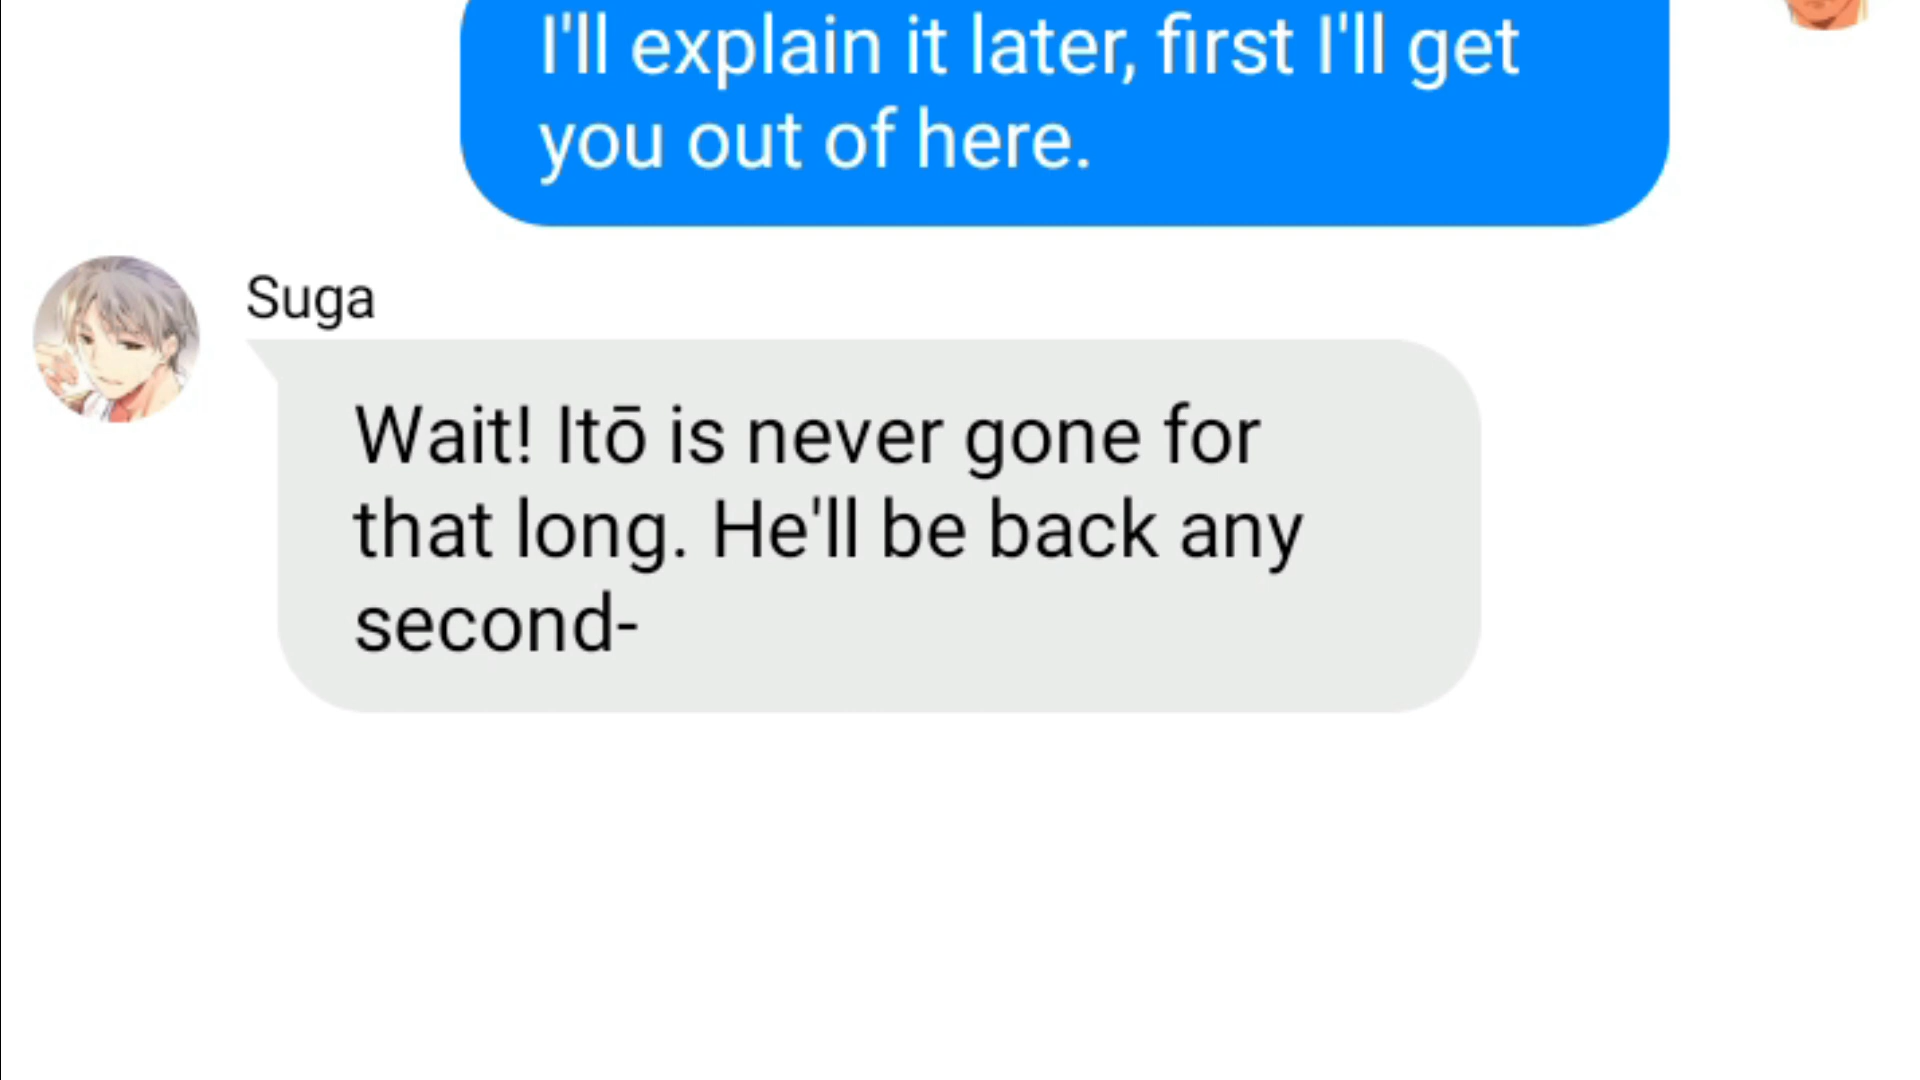 I'll explain it later, first I'll get
you out of here.
Suga
Wait! Itō is never gone for
that long. He'll be back any
second-